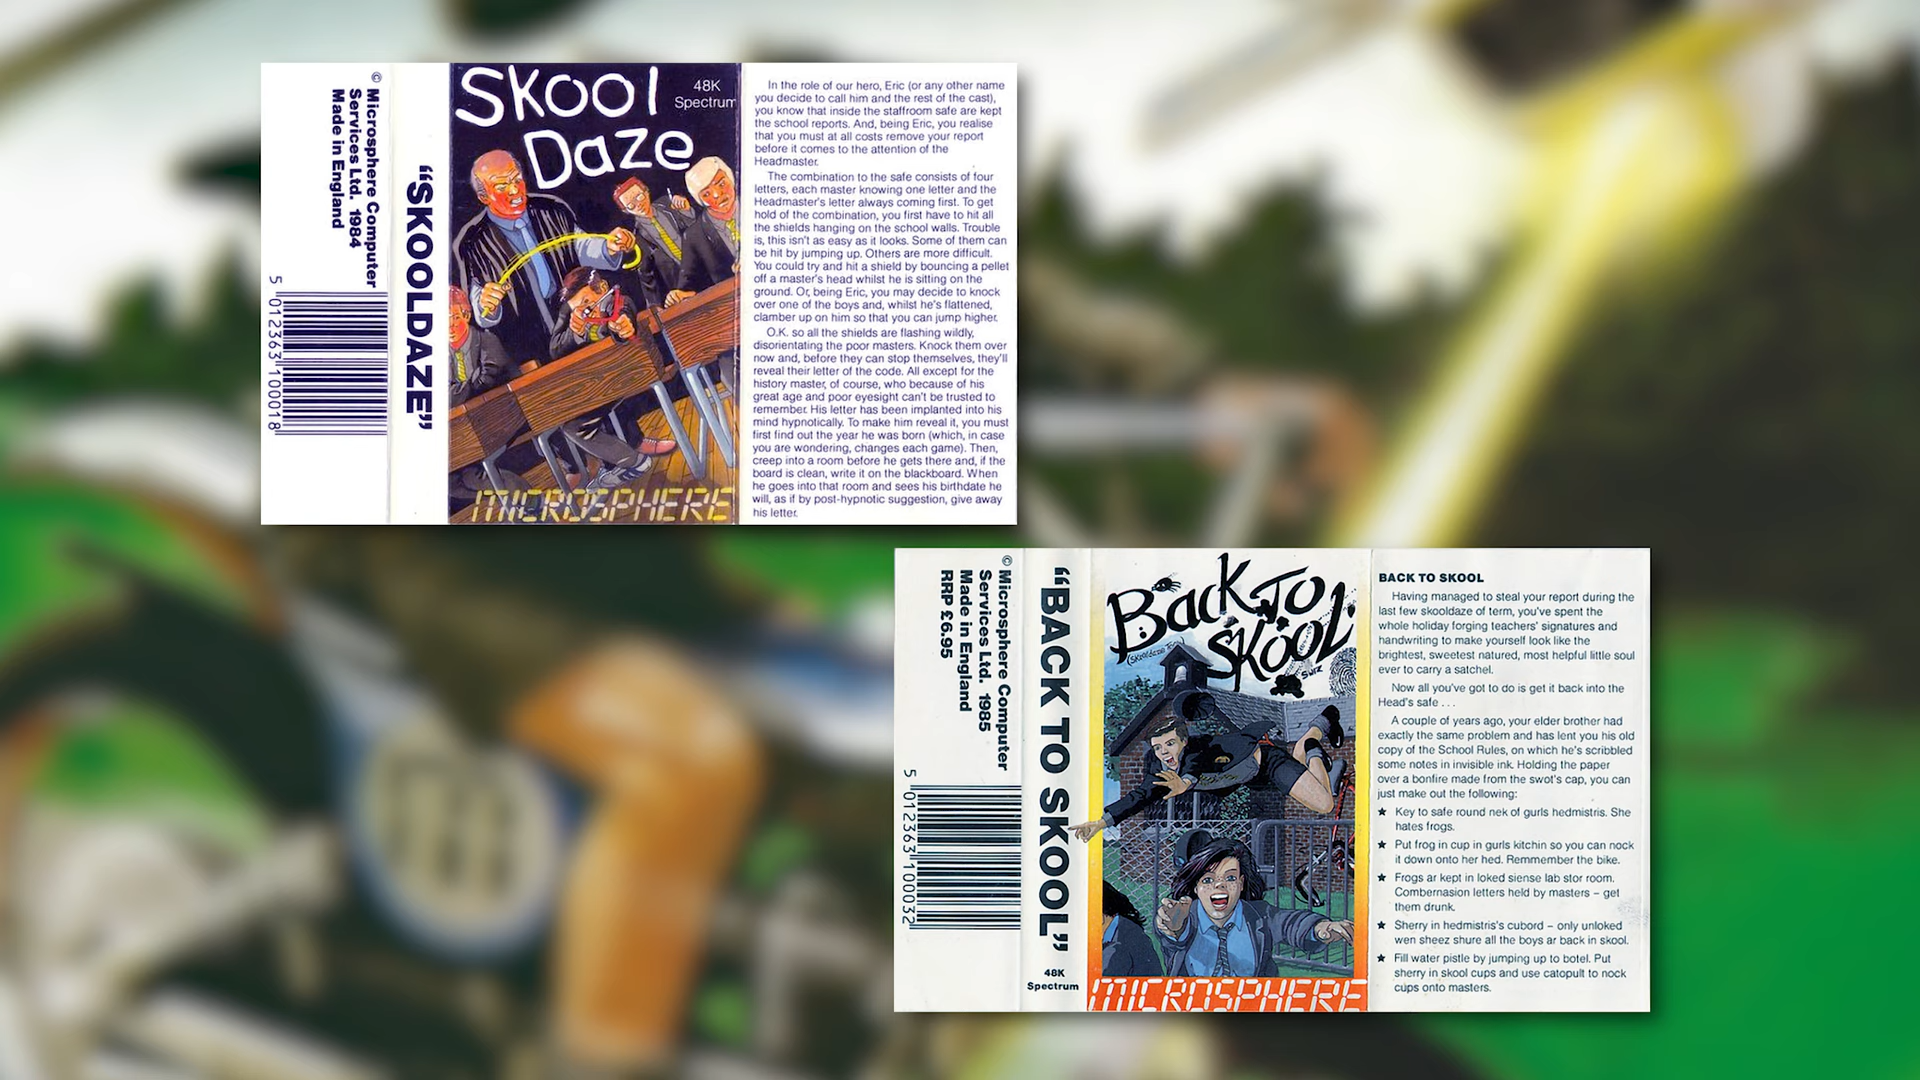 © Microsphere Computer
Services Ltd. 1984
Made in England
5 012363 100018
“SKOOLDAZE”
Skool
Daze
48K
Spectrum
MICROSPHERE
In the role of our hero, Eric (or any other name
you decide to call him and the rest of the cast),
you know that inside the staffroom safe are kept
the school reports. And, being Eric, you realise
that you must at all costs remove your report
before it comes to the attention of the
Headmaster.
The combination to the safe consists of four
letters, each master knowing one letter and the
Headmaster's letter always coming first. To get
hold of the combination, you first have to hit all
the shields hanging on the school walls. Trouble
is, this isn't as easy as it looks. Some of them can
be hit by jumping up. Others are more difficult.
You could try and hit a shield by bouncing a pellet
off a master's head whilst he is sitting on the
ground. Or, being Eric, you may decide to knock
over one of the boys and, whilst he's flattened,
clamber up on him so that you can jump higher.
O.K. so all the shields are flashing wildly,
disorientating the poor masters. Knock them over
now and, before they can stop themselves, they'll
reveal their letter of the code. All except for the
history master, of course, who because of his
great age and poor eyesight can't be trusted to
remember. His letter has been implanted into his
mind hypnotically. To make him reveal it, you must
first find out the year he was born (which, in case
you are wondering, changes each game). Then,
creep into a room before he gets there and, if the
board is clean, write it on the blackboard. When
he goes into that room and sees his birthdate he
will, as if by post-hypnotic suggestion, give away
his letter.
© Microsphere Computer
Services Ltd. 1985
Made in England
RRP £6.95
5 012363 100032
“BACK TO SKOOL”
48K
Spectrum
Back To
Skool
(Skooldaze Too)
MICROSPHERE
BACK TO SKOOL
Having managed to steal your report during the
last few skooldaze of term, you've spent the
whole holiday forging teachers' signatures and
handwriting to make yourself look like the
brightest, sweetest natured, most helpful little soul
ever to carry a satchel.
Now all you've got to do is get it back into the
Head's safe . . .
A couple of years ago, your elder brother had
exactly the same problem and has lent you his old
copy of the School Rules, on which he's scribbled
some notes in invisible ink. Holding the paper
over a bonfire made from the swot's cap, you can
just make out the following:
★ Key to safe round nek of gurls hedmistris. She
hates frogs.
★ Put frog in cup in gurls kitchin so you can nock
it down onto her hed. Remmember the bike.
★ Frogs ar kept in loked siense lab stor room.
Combernasion letters held by masters – get
them drunk.
★ Sherry in hedmistris's cubord – only unloked
wen sheez shure all the boys ar back in skool.
★ Fill water pistle by jumping up to botel. Put
sherry in skool cups and use catopult to nock
cüps onto masters.